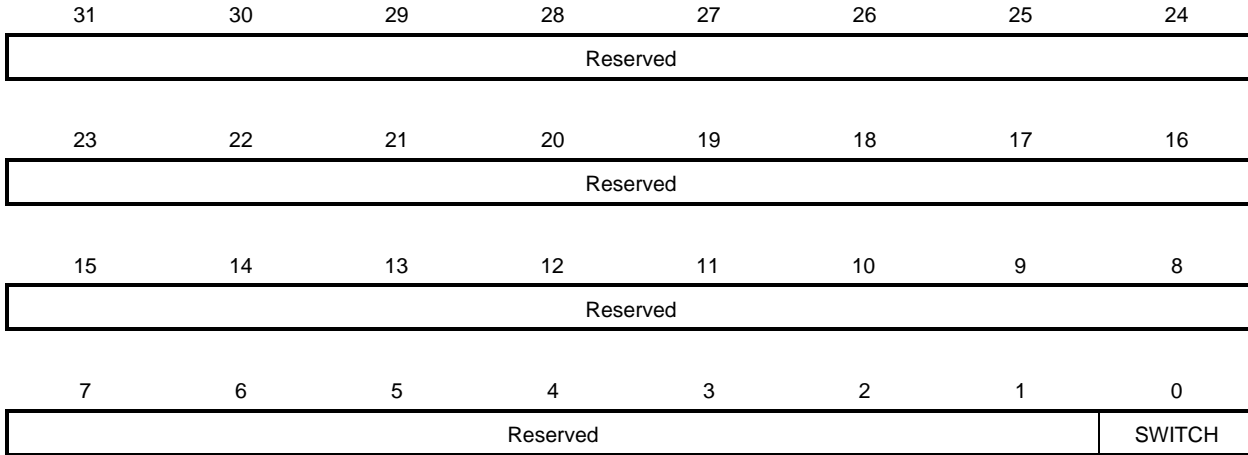 31 30 29 28 27 26 25 24
Reserved
23 22 21 20 19 18 17 16
Reserved
15 14 13 12 11 10 9 8
Reserved
7 6 5 4 3 2 1 0
Reserved SWITCH